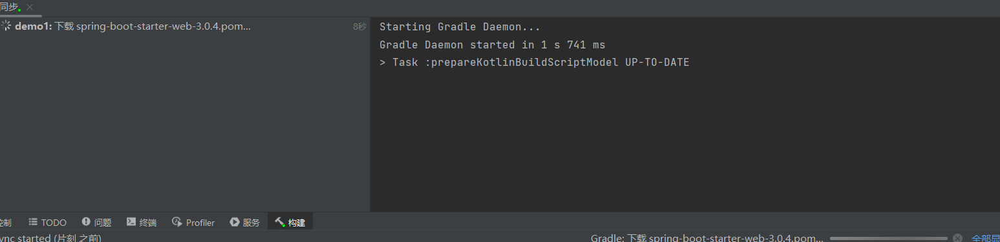 同步
demo1: 下载 spring-boot-starter-web-3.0.4.pom...
8秒
Starting Gradle Daemon...
Gradle Daemon started in 1 s 741 ms
> Task :prepareKotlinBuildScriptModel UP-TO-DATE
控制 TODO 问题 终端 Profiler 服务 构建
ync started (片刻 之前)
Gradle: 下载 spring-boot-starter-web-3.0.4.pom...
全部显